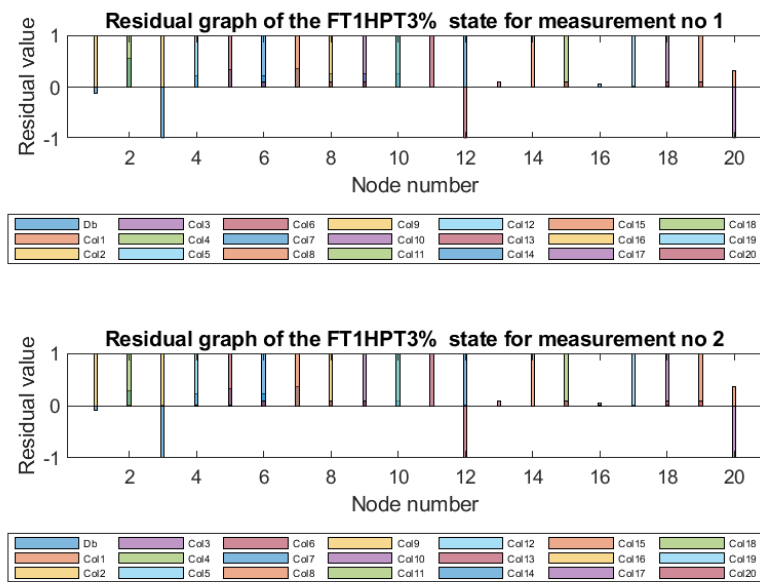 Residual graph of the FT1HPT3% state for measurement no 1
Residual value
1
0
-1
2 4 6 8 10 12 14 16 18 20
Node number
Db Col3 Col6 Col9 Col12 Col15 Col18
Col1 Col4 Col7 Col10 Col13 Col16 Col19
Col2 Col5 Col8 Col11 Col14 Col17 Col20
Residual graph of the FT1HPT3% state for measurement no 2
Residual value
1
0
-1
2 4 6 8 10 12 14 16 18 20
Node number
Db Col3 Col6 Col9 Col12 Col15 Col18
Col1 Col4 Col7 Col10 Col13 Col16 Col19
Col2 Col5 Col8 Col11 Col14 Col17 Col20